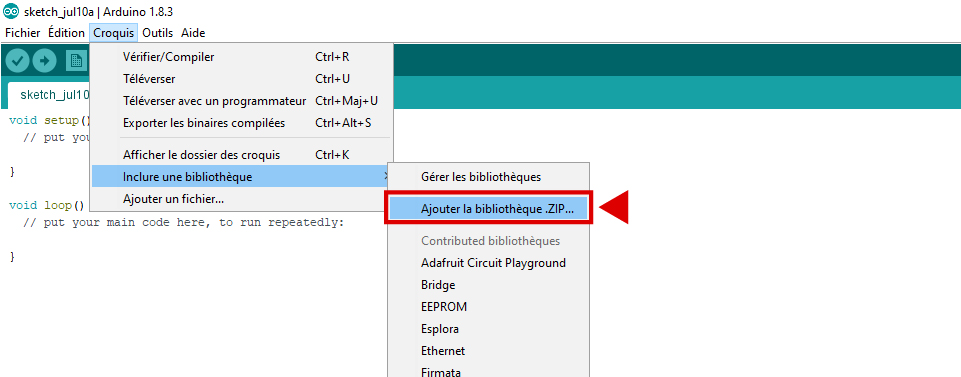 sketch_jul10a | Arduino 1.8.3
Fichier Édition Croquis Outils Aide
Vérifier/Compiler Ctrl+R
Téléverser Ctrl+U
Téléverser avec un programmateur Ctrl+Maj+U
Exporter les binaires compilées Ctrl+Alt+S
Afficher le dossier des croquis Ctrl+K
Inclure une bibliothèque
Ajouter un fichier...
sketch_jul10
void setup()
// put you
}
void loop()
// put your main code here, to run repeatedly:
}
Gérer les bibliothèques
Ajouter la bibliothèque .ZIP...
Contributed bibliothèques
Adafruit Circuit Playground
Bridge
EEPROM
Esplora
Ethernet
Firmata